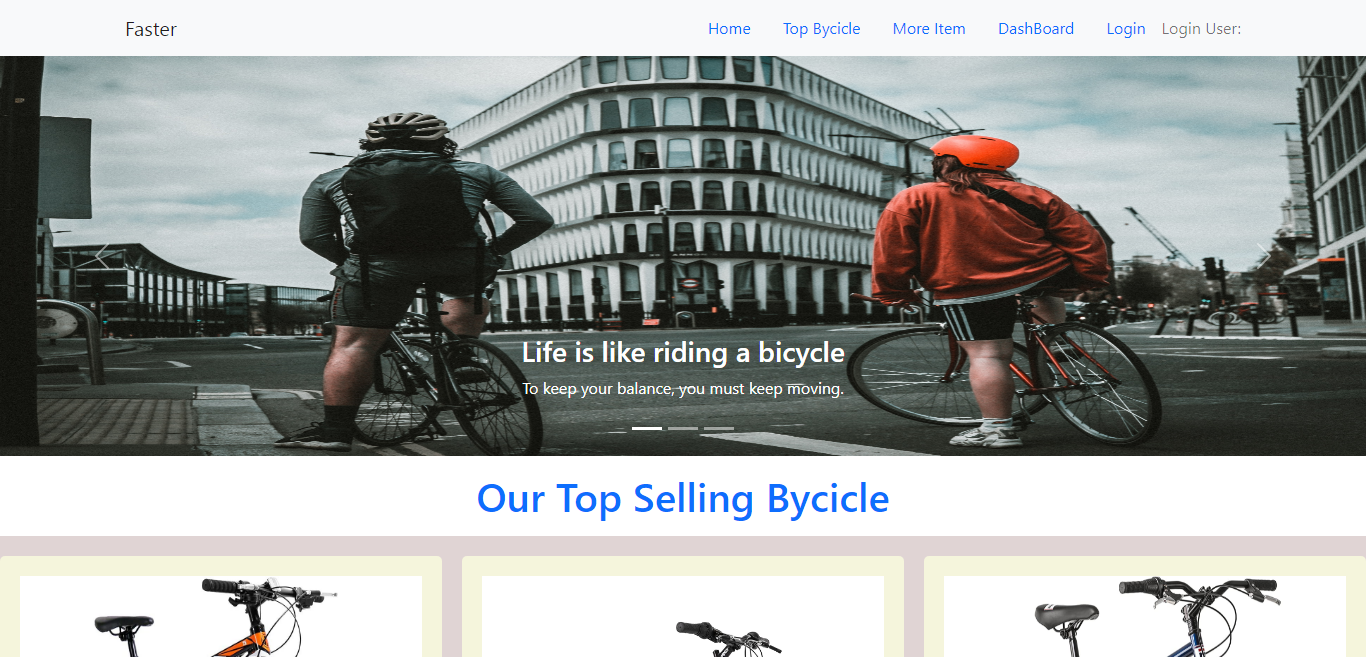 Faster
Home Top Bycicle More Item DashBoard Login Login User:
Life is like riding a bicycle
To keep your balance, you must keep moving.
Our Top Selling Bycicle